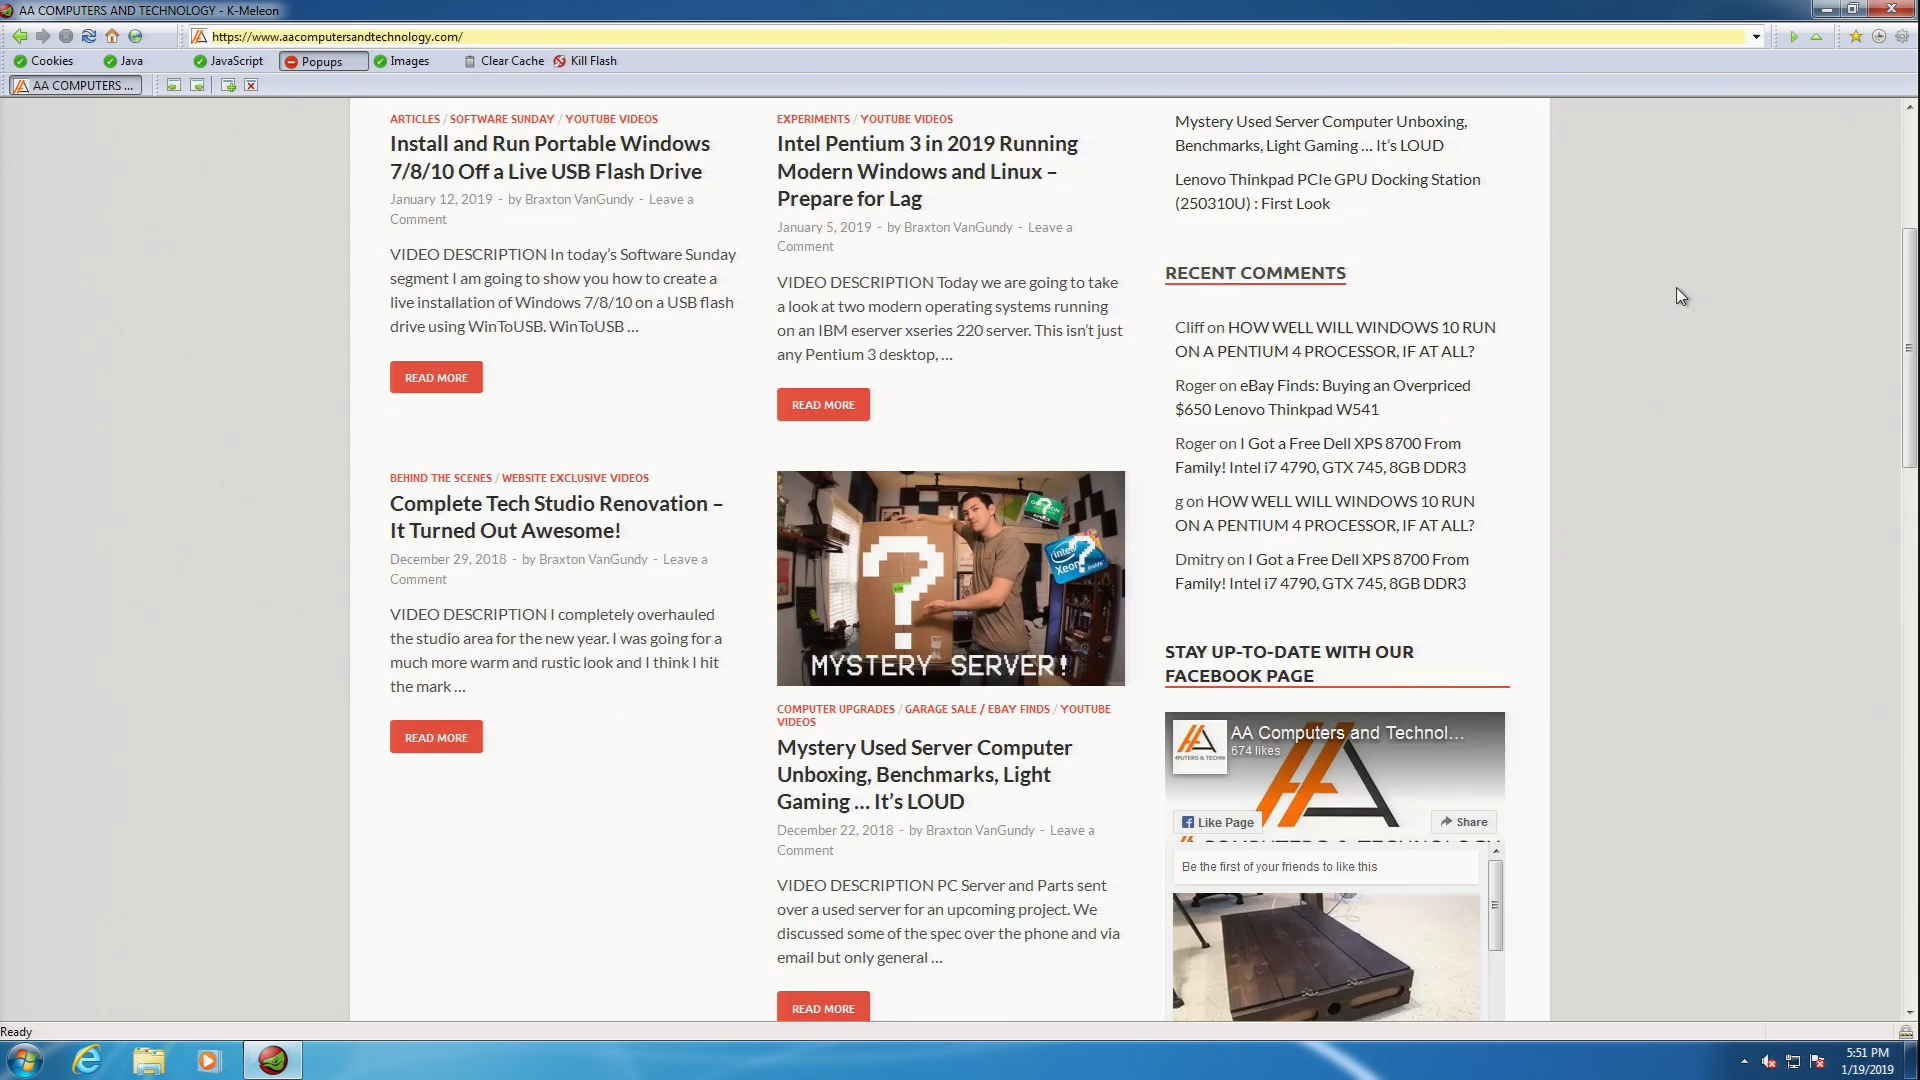 AA COMPUTERS AND TECHNOLOGY - K-Meleon
https://www.aacomputersandtechnology.com/
Cookies Java JavaScript Popups Images Clear Cache Kill Flash
AA COMPUTERS ...
ARTICLES / SOFTWARE SUNDAY / YOUTUBE VIDEOS
Install and Run Portable Windows
7/8/10 Off a Live USB Flash Drive
January 12, 2019 - by Braxton VanGundy - Leave a
Comment
VIDEO DESCRIPTION In today’s Software Sunday
segment I am going to show you how to create a
live installation of Windows 7/8/10 on a USB flash
drive using WinToUSB. WinToUSB …
READ MORE
BEHIND THE SCENES / WEBSITE EXCLUSIVE VIDEOS
Complete Tech Studio Renovation –
It Turned Out Awesome!
December 29, 2018 - by Braxton VanGundy - Leave a
Comment
VIDEO DESCRIPTION I completely overhauled
the studio area for the new year. I was going for a
much more warm and rustic look and I think I hit
the mark …
READ MORE
EXPERIMENTS / YOUTUBE VIDEOS
Intel Pentium 3 in 2019 Running
Modern Windows and Linux –
Prepare for Lag
January 5, 2019 - by Braxton VanGundy - Leave a
Comment
VIDEO DESCRIPTION Today we are going to take
a look at two modern operating systems running
on an IBM eserver xseries 220 server. This isn’t just
any Pentium 3 desktop, …
READ MORE
intel
Xeon
inside
?
MYSTERY SERVER!
COMPUTER UPGRADES / GARAGE SALE / EBAY FINDS / YOUTUBE
VIDEOS
Mystery Used Server Computer
Unboxing, Benchmarks, Light
Gaming … It’s LOUD
December 22, 2018 - by Braxton VanGundy - Leave a
Comment
VIDEO DESCRIPTION PC Server and Parts sent
over a used server for an upcoming project. We
discussed some of the spec over the phone and via
email but only general …
READ MORE
Mystery Used Server Computer Unboxing,
Benchmarks, Light Gaming … It’s LOUD
Lenovo Thinkpad PCIe GPU Docking Station
(250310U) : First Look
RECENT COMMENTS
Cliff on HOW WELL WILL WINDOWS 10 RUN
ON A PENTIUM 4 PROCESSOR, IF AT ALL?
Roger on eBay Finds: Buying an Overpriced
$650 Lenovo Thinkpad W541
Roger on I Got a Free Dell XPS 8700 From
Family! Intel i7 4790, GTX 745, 8GB DDR3
g on HOW WELL WILL WINDOWS 10 RUN
ON A PENTIUM 4 PROCESSOR, IF AT ALL?
Dmitry on I Got a Free Dell XPS 8700 From
Family! Intel i7 4790, GTX 745, 8GB DDR3
STAY UP-TO-DATE WITH OUR
FACEBOOK PAGE
AA Computers and Technol...
674 likes
Like Page Share
Be the first of your friends to like this
Ready
5:51 PM
1/19/2019